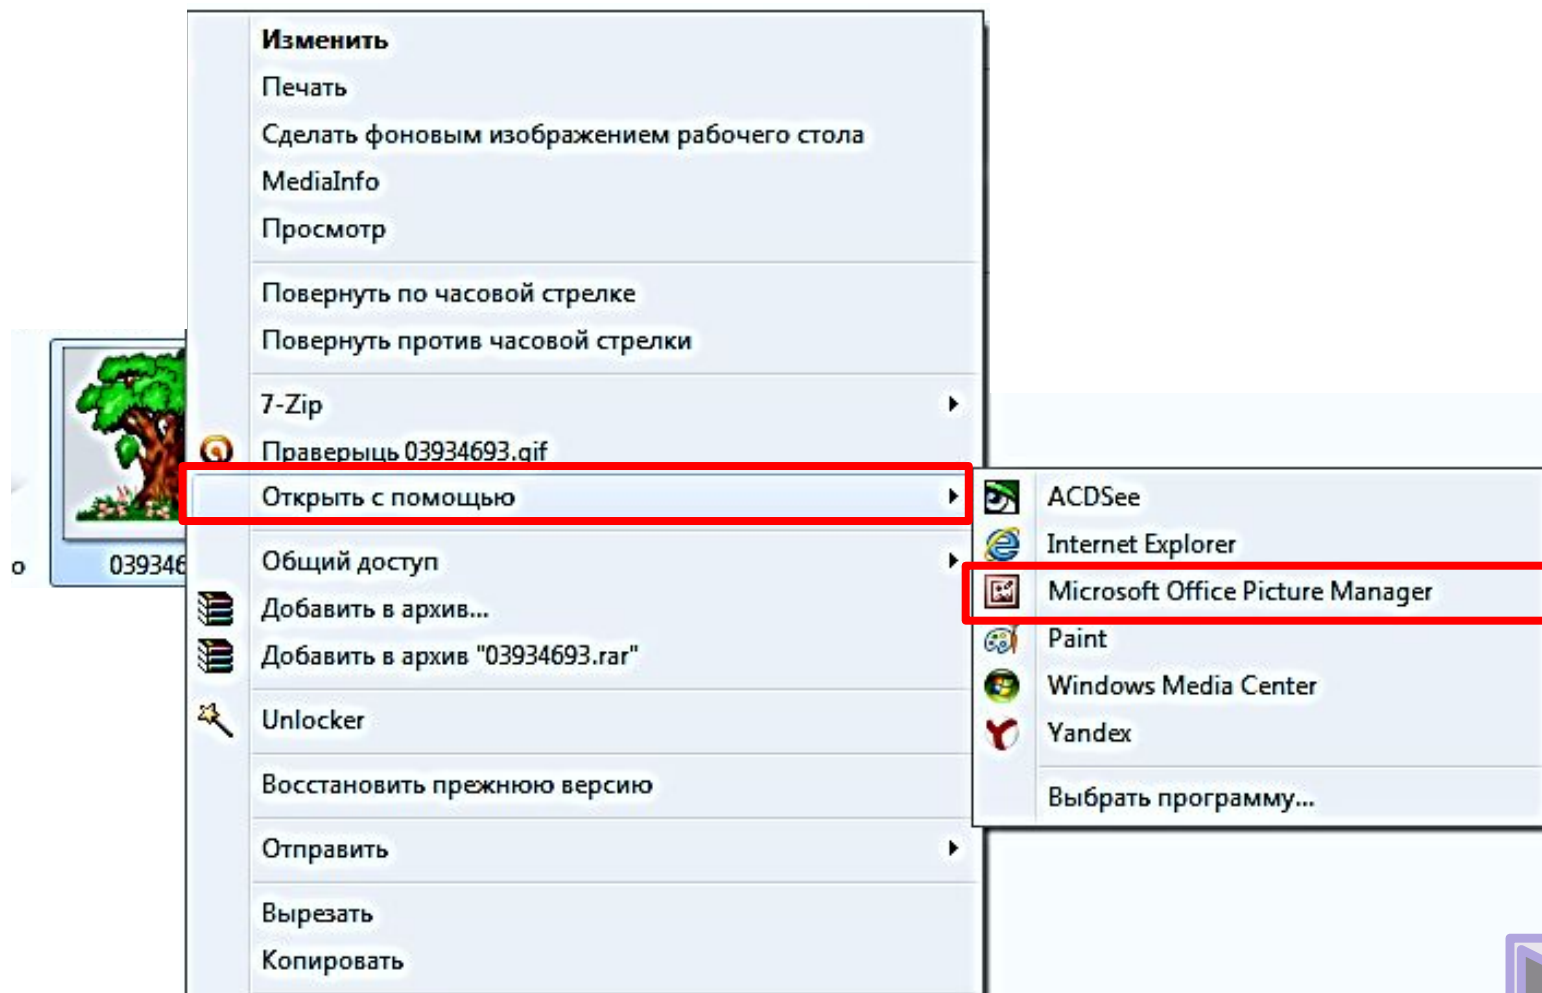 Изменить
Печать
Сделать фоновым изображением рабочего стола
MediaInfo
Просмотр
Повернуть по часовой стрелке
Повернуть против часовой стрелки
7-Zip
Праверыць 03934693.gif
Открыть с помощью
Общий доступ
Добавить в архив...
Добавить в архив "03934693.rar"
Unlocker
Восстановить прежнюю версию
Отправить
Вырезать
Копировать
о
039346
ACDSee
Internet Explorer
Microsoft Office Picture Manager
Paint
Windows Media Center
Yandex
Выбрать программу...